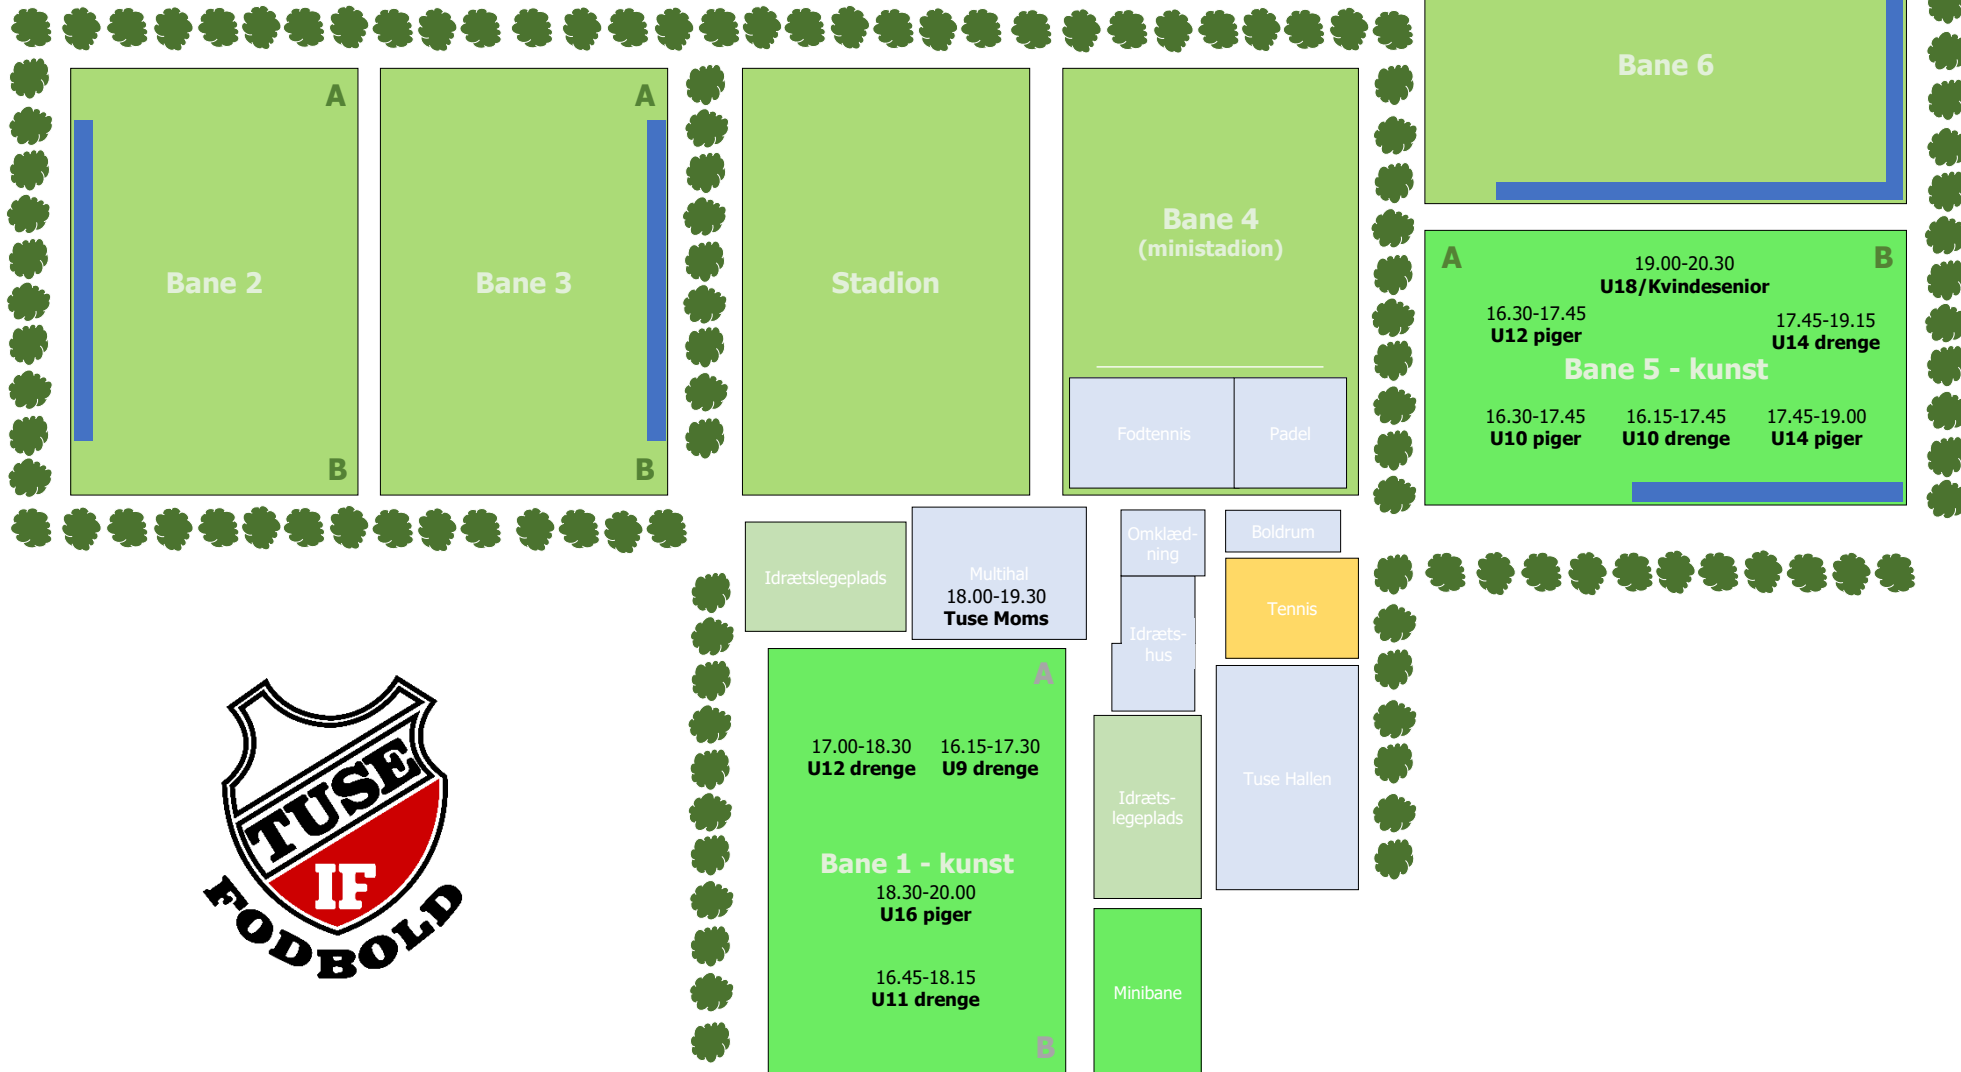 Bane 6
A
Bane 2
B
A
Bane 3
B
Stadion
Bane 4
(ministadion)
Fodtennis
Padel
A
B
19.00-20.30
U18/Kvindesenior
16.30-17.45
U12 piger
17.45-19.15
U14 drenge
Bane 5 - kunst
16.30-17.45
U10 piger
16.15-17.45
U10 drenge
17.45-19.00
U14 piger
Idrætslegeplads
Multihal
18.00-19.30
Tuse Moms
Omklæd-
ning
Boldrum
Idræts-
hus
Tennis
Tuse Hallen
Idræts-
legeplads
Minibane
A
17.00-18.30
U12 drenge
16.15-17.30
U9 drenge
Bane 1 - kunst
18.30-20.00
U16 piger
16.45-18.15
U11 drenge
B
TUSE
IF
FODBOLD